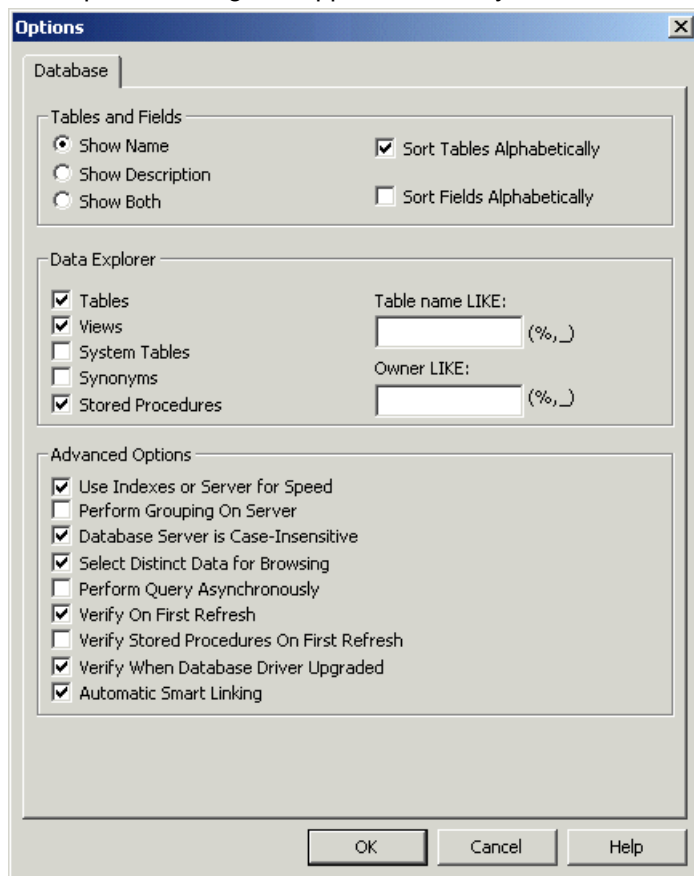 Options
Database
Tables and Fields
Show Name
Show Description
Show Both
Sort Tables Alphabetically
Sort Fields Alphabetically
Data Explorer
Tables
Views
System Tables
Synonyms
Stored Procedures
Table name LIKE:
(%,_)
Owner LIKE:
(%,_)
Advanced Options
Use Indexes or Server for Speed
Perform Grouping On Server
Database Server is Case-Insensitive
Select Distinct Data for Browsing
Perform Query Asynchronously
Verify On First Refresh
Verify Stored Procedures On First Refresh
Verify When Database Driver Upgraded
Automatic Smart Linking
OK
Cancel
Help